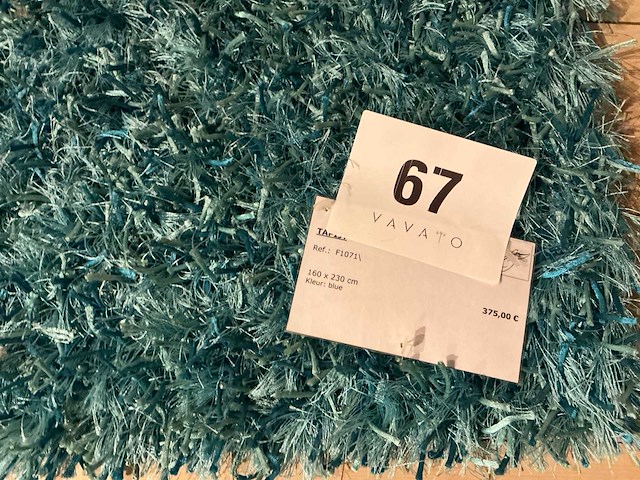 67
VAVATO
Ref.: F1071\
160 x 230 cm
Kleur: blue
375,00 €